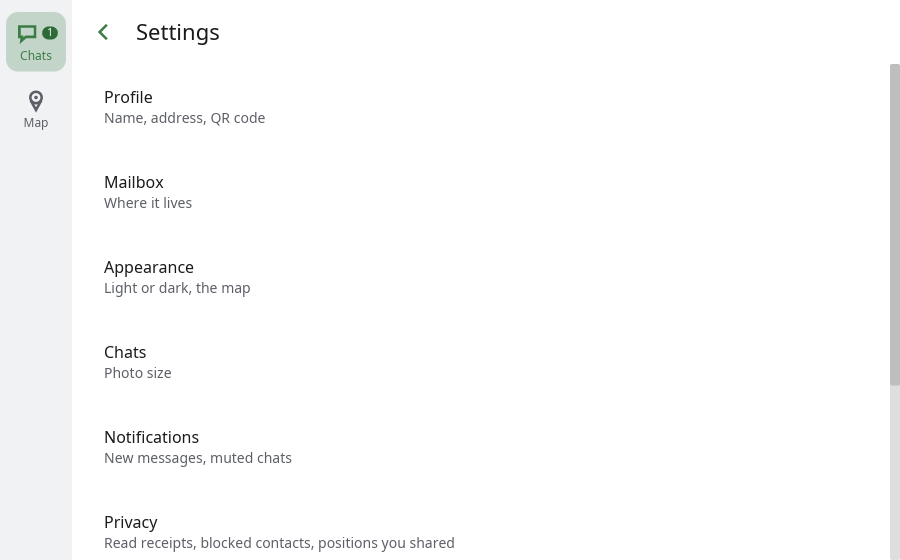 1
Chats
Map
Settings
Profile
Name, address, QR code
Mailbox
Where it lives
Appearance
Light or dark, the map
Chats
Photo size
Notifications
New messages, muted chats
Privacy
Read receipts, blocked contacts, positions you shared